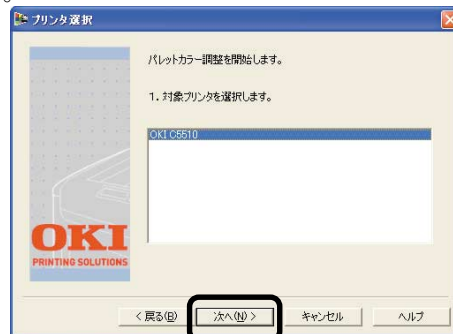 プリンタ選択
パレットカラー調整を開始します。
1．対象プリンタを選択します。
OKI C5510
OKI
PRINTING SOLUTIONS
< 戻る(B)
次へ(N) >
キャンセル
ヘルプ